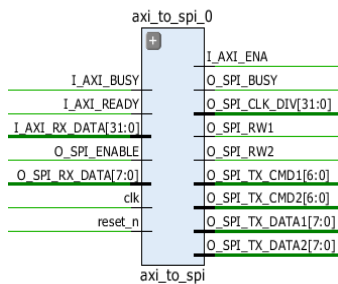 axi_to_spi_0
I_AXI_BUSY
I_AXI_READY
I_AXI_RX_DATA[31:0]
O_SPI_ENABLE
O_SPI_RX_DATA[7:0]
clk
reset_n
I_AXI_ENA
O_SPI_BUSY
O_SPI_CLK_DIV[31:0]
O_SPI_RW1
O_SPI_RW2
O_SPI_TX_CMD1[6:0]
O_SPI_TX_CMD2[6:0]
O_SPI_TX_DATA1[7:0]
O_SPI_TX_DATA2[7:0]
axi_to_spi